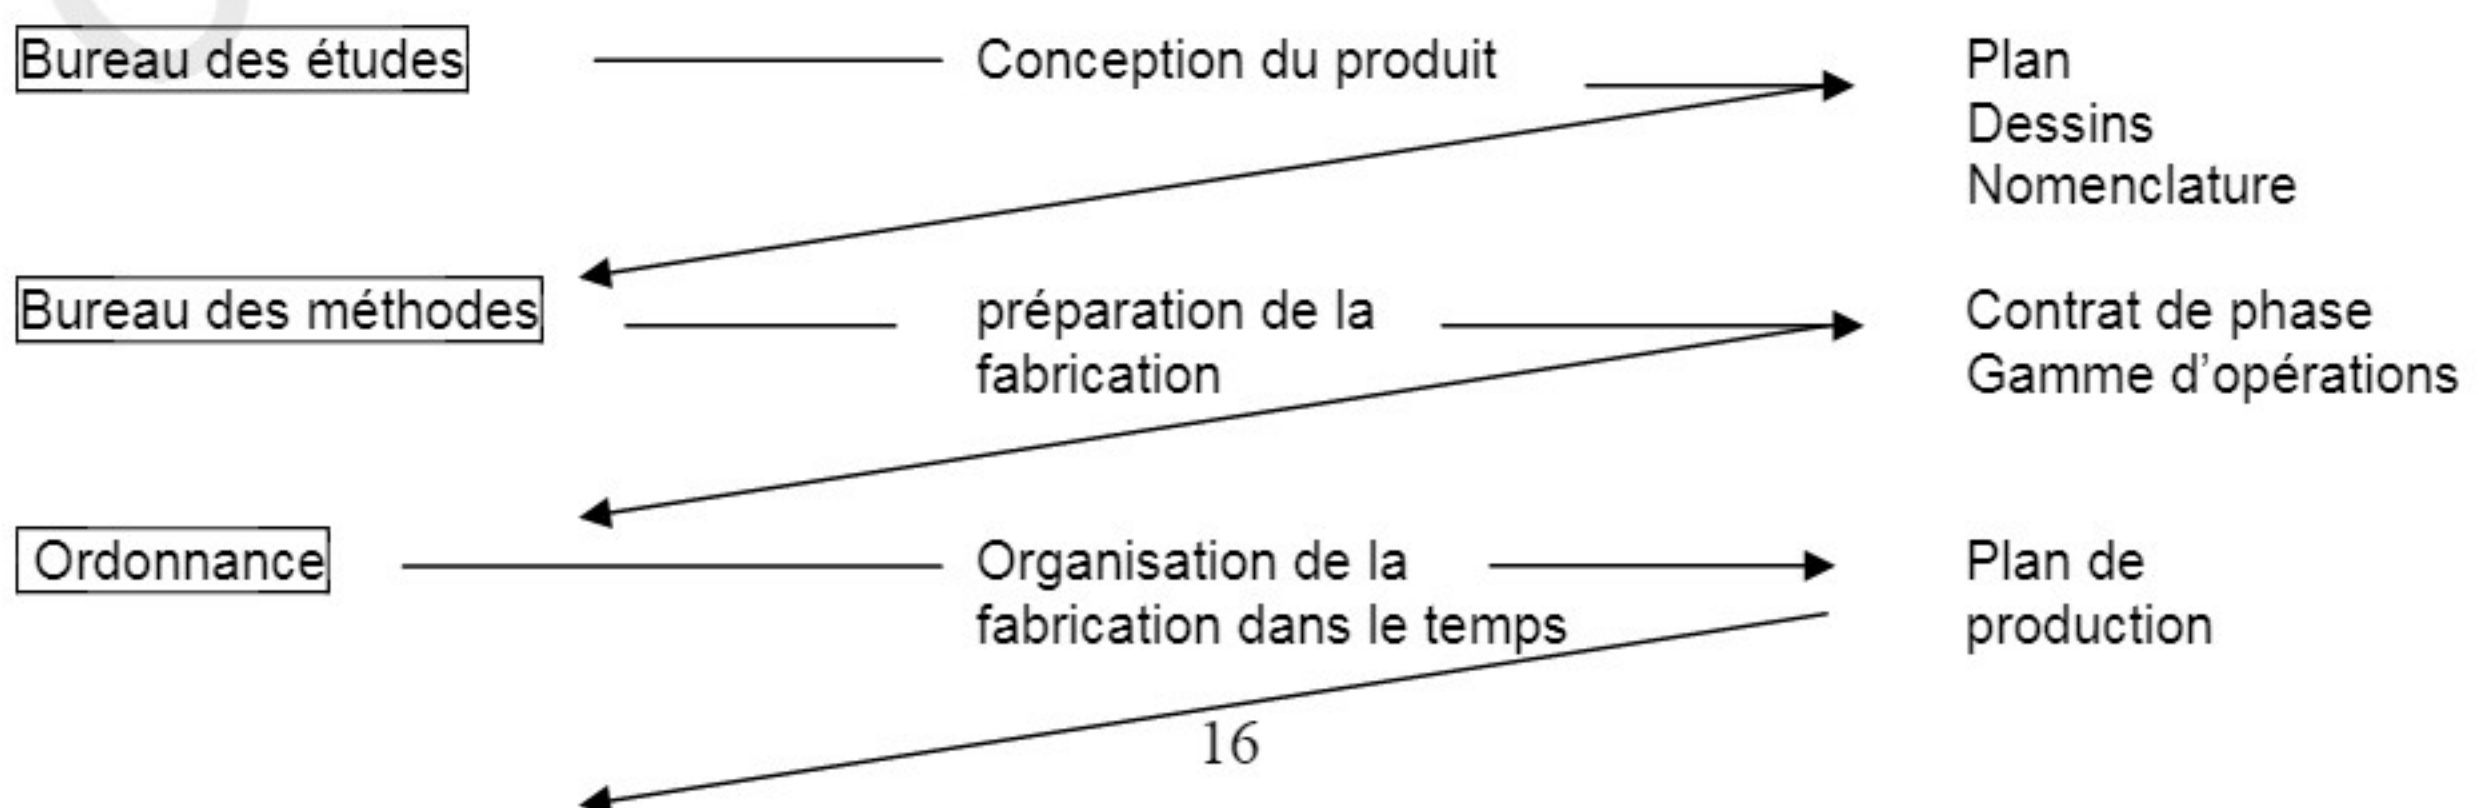 Bureau des études Conception du produit Plan
Dessins
Nomenclature
Bureau des méthodes préparation de la Contrat de phase
fabrication Gamme d'opérations
Ordonnance Organisation de la Plan de
fabrication dans le temps production
16